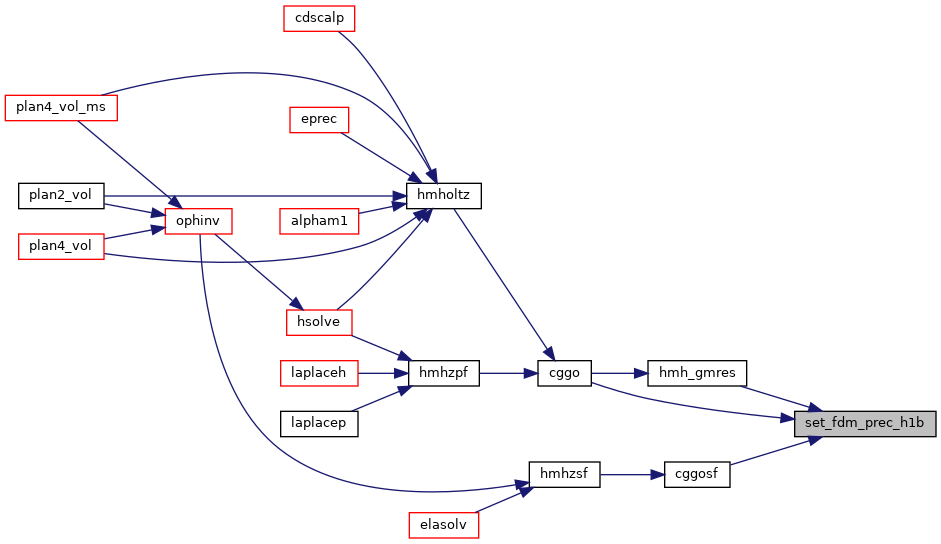 cdscalp
plan4_vol_ms
eprec
plan2_vol
hmholtz
ophinv
alpham1
plan4_vol
hsolve
laplaceh
hmhzpf
cggo
hmh_gmres
laplacep
set_fdm_prec_h1b
hmhzsf
cggosf
elasolv